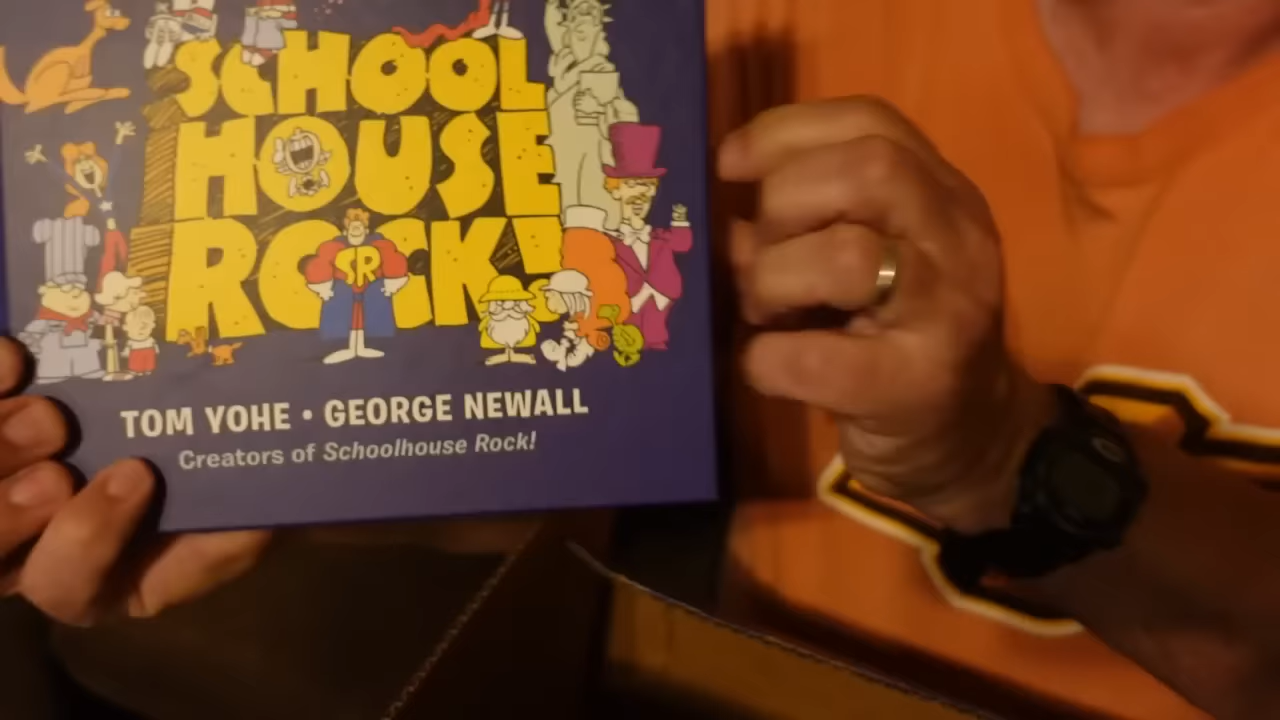 SCHOOL
HOUSE
ROCK!
SR
TOM YOHE • GEORGE NEWALL
Creators of Schoolhouse Rock!